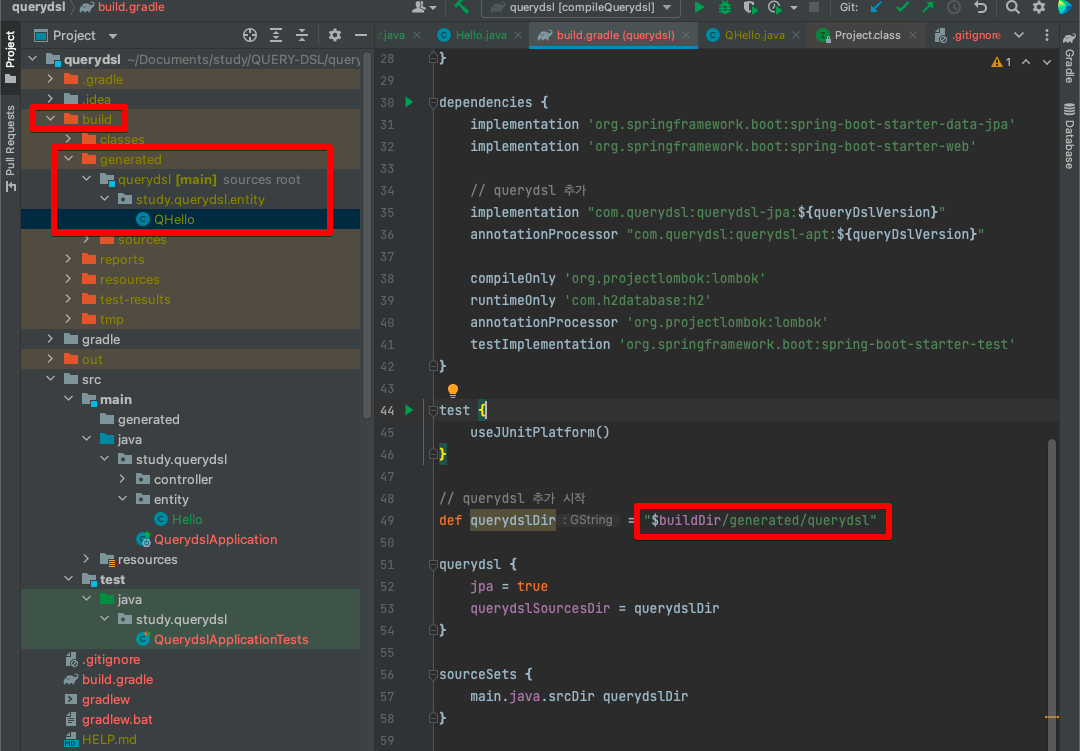 querydsl build.gradle
querydsl [compileQuerydsl]
Git:
Project
r.java
Hello.java
build.gradle (querydsl)
QHello.java
Project.class
.gitignore
Project
Pull Requests
querydsl ~/Documents/study/QUERY-DSL/query
.gradle
.idea
build
classes
generated
querydsl [main] sources root
study.querydsl.entity
QHello
sources
reports
resources
test-results
tmp
gradle
out
src
main
generated
java
study.querydsl
controller
entity
Hello
QuerydslApplication
resources
test
java
study.querydsl
QuerydslApplicationTests
.gitignore
build.gradle
gradlew
gradlew.bat
HELP.md
1
28 }
29
30 dependencies {
31 implementation 'org.springframework.boot:spring-boot-starter-data-jpa'
32 implementation 'org.springframework.boot:spring-boot-starter-web'
33
34 // querydsl 추가
35 implementation "com.querydsl:querydsl-jpa:${queryDslVersion}"
36 annotationProcessor "com.querydsl:querydsl-apt:${queryDslVersion}"
37
38 compileOnly 'org.projectlombok:lombok'
39 runtimeOnly 'com.h2database:h2'
40 annotationProcessor 'org.projectlombok:lombok'
41 testImplementation 'org.springframework.boot:spring-boot-starter-test'
42 }
43
44 test {
45 useJUnitPlatform()
46 }
47
48 // querydsl 추가 시작
49 def querydslDir : GString = "$buildDir/generated/querydsl"
50
51 querydsl {
52 jpa = true
53 querydslSourcesDir = querydslDir
54 }
55
56 sourceSets {
57 main.java.srcDir querydslDir
58 }
59
Gradle
Database